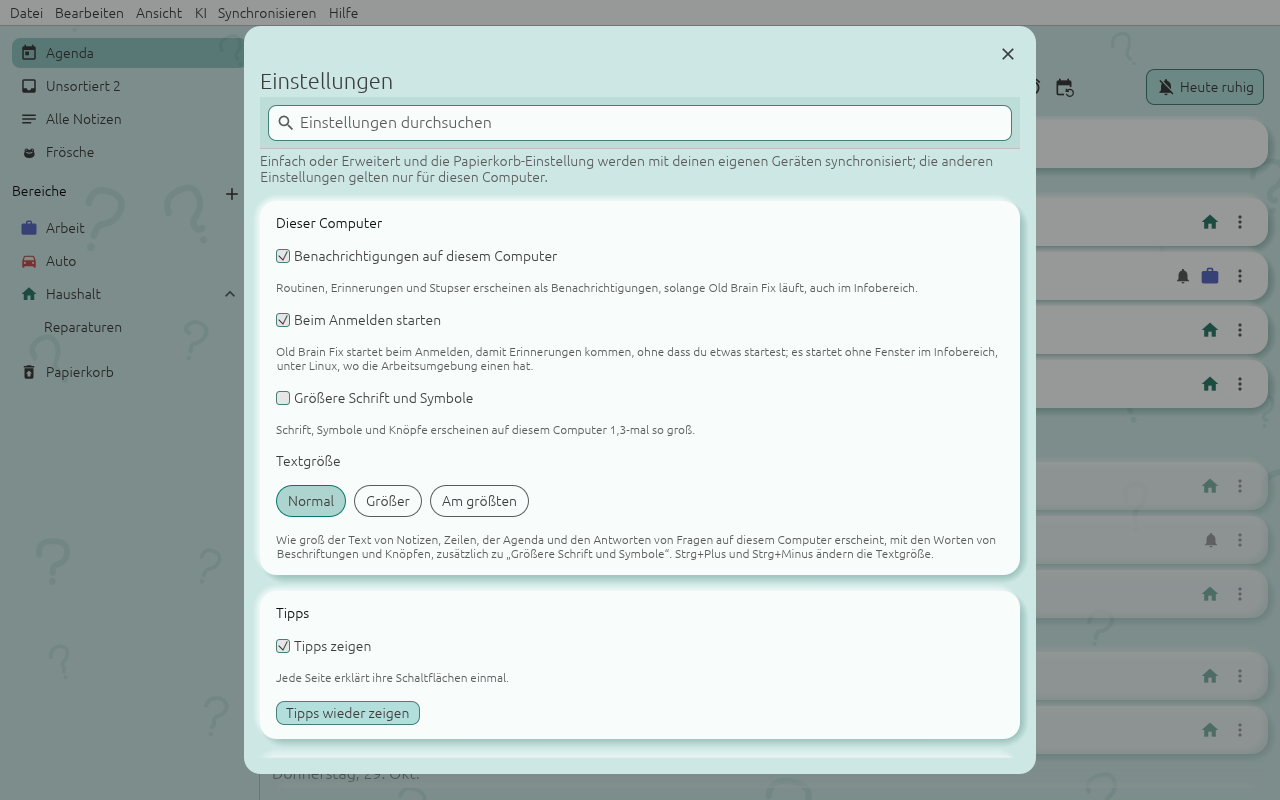 Datei Bearbeiten Ansicht KI Synchronisieren Hilfe
Agenda
Unsortiert 2
Alle Notizen
Frösche
Bereiche
Arbeit
Auto
Haushalt
Reparaturen
Papierkorb
Heute ruhig
Einstellungen
Einstellungen durchsuchen
Einfach oder Erweitert und die Papierkorb-Einstellung werden mit deinen eigenen Geräten synchronisiert; die anderen
Einstellungen gelten nur für diesen Computer.
Dieser Computer
Benachrichtigungen auf diesem Computer
Routinen, Erinnerungen und Stupser erscheinen als Benachrichtigungen, solange Old Brain Fix läuft, auch im Infobereich.
Beim Anmelden starten
Old Brain Fix startet beim Anmelden, damit Erinnerungen kommen, ohne dass du etwas startest; es startet ohne Fenster im Infobereich,
unter Linux, wo die Arbeitsumgebung einen hat.
Größere Schrift und Symbole
Schrift, Symbole und Knöpfe erscheinen auf diesem Computer 1,3-mal so groß.
Textgröße
Normal Größer Am größten
Wie groß der Text von Notizen, Zeilen, der Agenda und den Antworten von Fragen auf diesem Computer erscheint, mit den Worten von
Beschriftungen und Knöpfen, zusätzlich zu „Größere Schrift und Symbole“. Strg+Plus und Strg+Minus ändern die Textgröße.
Tipps
Tipps zeigen
Jede Seite erklärt ihre Schaltflächen einmal.
Tipps wieder zeigen
Donnerstag, 29. Okt.